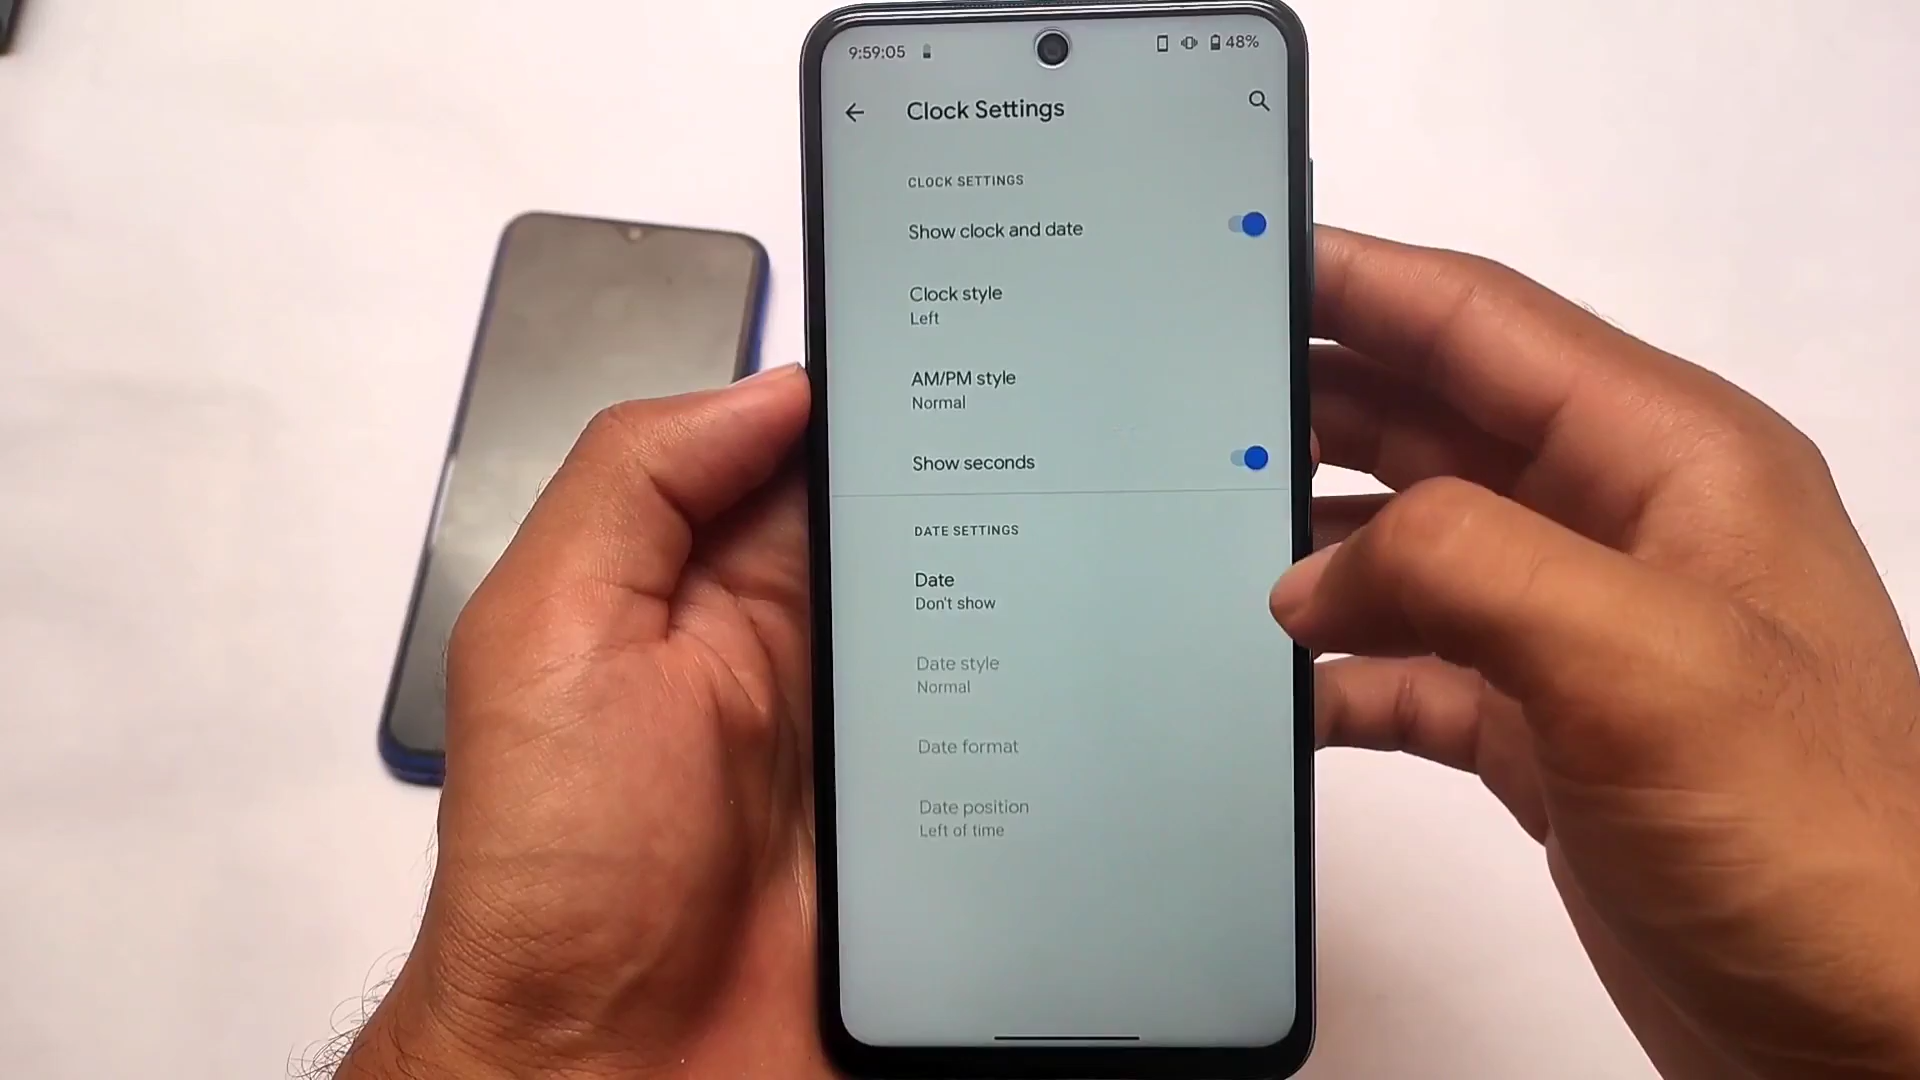 9:59:05
48%
Clock Settings
CLOCK SETTINGS
Show clock and date
Clock style
Left
AM/PM style
Normal
Show seconds
DATE SETTINGS
Date
Don't show
Date style
Normal
Date format
Date position
Left of time